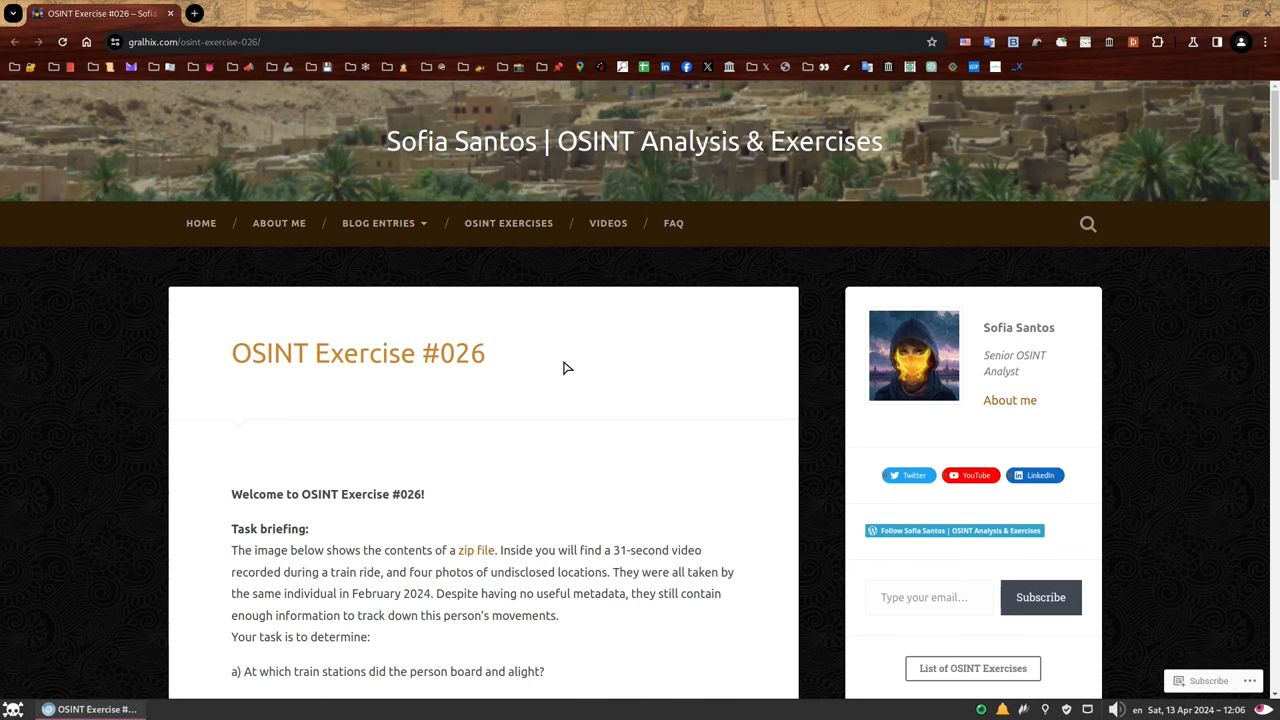 OSINT Exercise #026 – Sofia
gralhix.com/osint-exercise-026/
Sofia Santos | OSINT Analysis & Exercises
HOME / ABOUT ME / BLOG ENTRIES / OSINT EXERCISES / VIDEOS / FAQ
OSINT Exercise #026
Welcome to OSINT Exercise #026!
Task briefing:
The image below shows the contents of a zip file. Inside you will find a 31-second video
recorded during a train ride, and four photos of undisclosed locations. They were all taken by
the same individual in February 2024. Despite having no useful metadata, they still contain
enough information to track down this person’s movements.
Your task is to determine:
a) At which train stations did the person board and alight?
Sofia Santos
Senior OSINT
Analyst
About me
Twitter
YouTube
LinkedIn
Follow Sofia Santos | OSINT Analysis & Exercises
Type your email…
Subscribe
List of OSINT Exercises
Subscribe
OSINT Exercise #...
en Sat, 13 Apr 2024 ~ 12:06